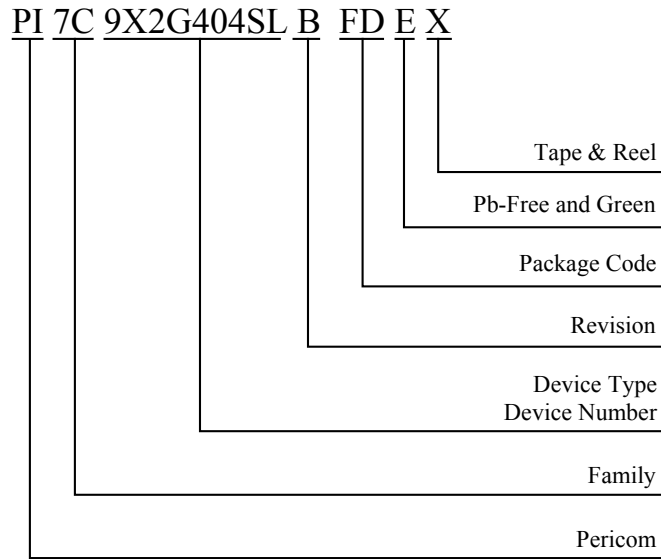 PI 7C 9X2G404SL B FD E X
Tape & Reel
Pb-Free and Green
Package Code
Revision
Device Type
Device Number
Family
Pericom